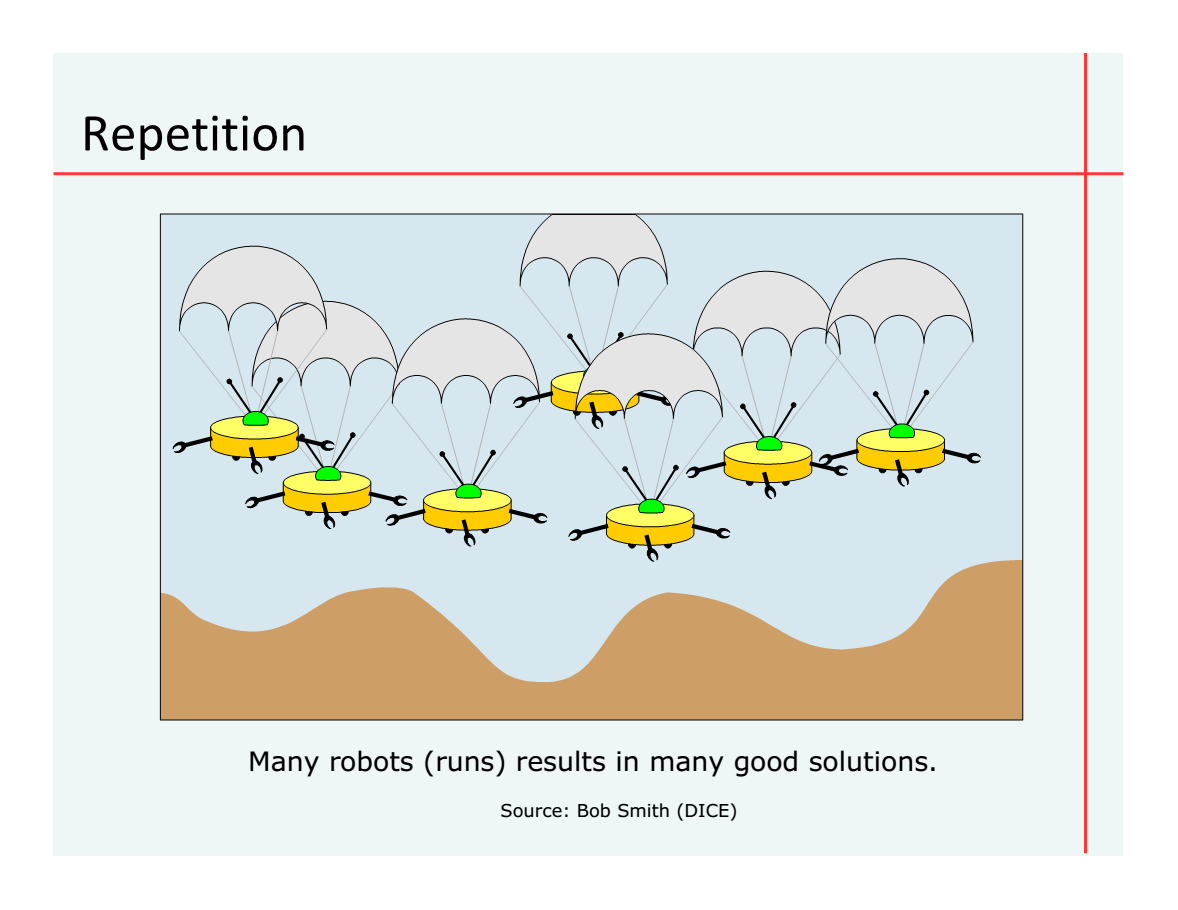 Repetition
Many robots (runs) results in many good solutions.
Source: Bob Smith (DICE)